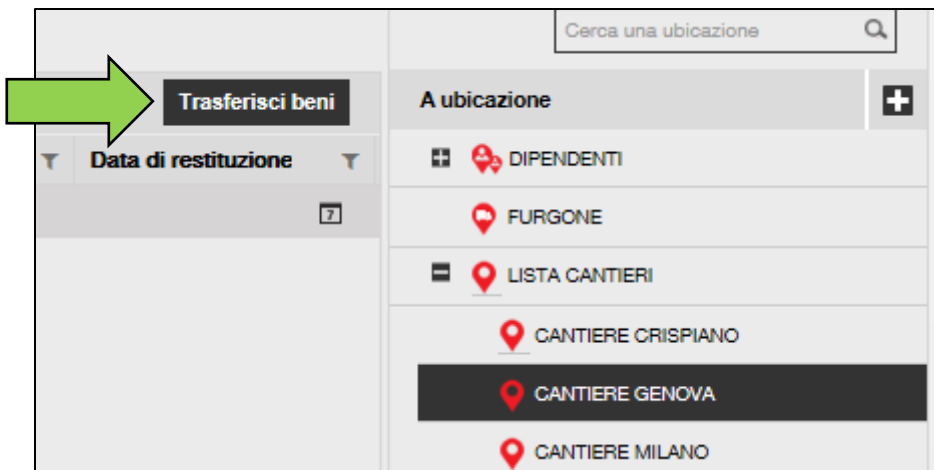 Cerca una ubicazione
Trasferisci beni
A ubicazione
Data di restituzione
7
DIPENDENTI
FURGONE
LISTA CANTIERI
CANTIERE CRISPIANO
CANTIERE GENOVA
CANTIERE MILANO